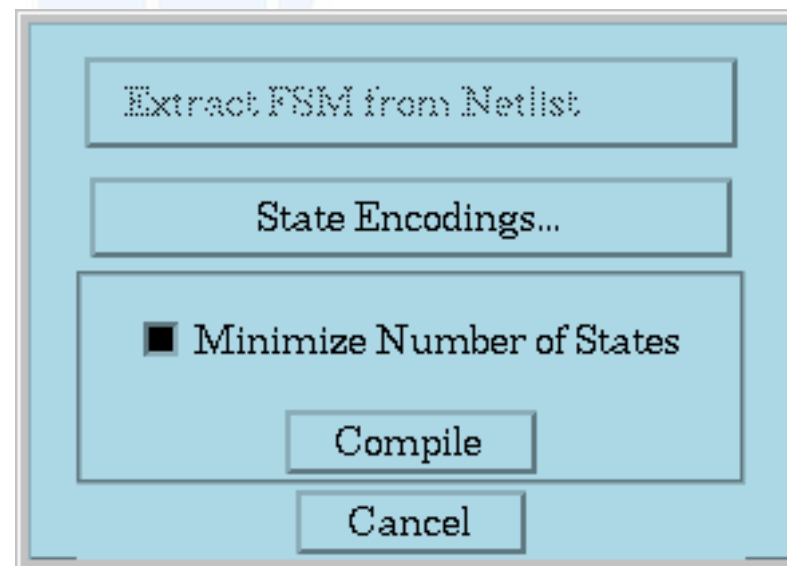 Extract FSM from Netlist
State Encodings...
Minimize Number of States
Compile
Cancel